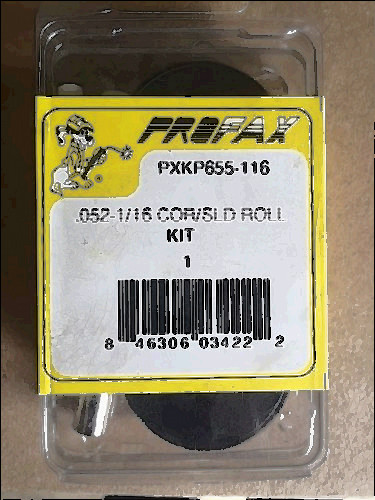 PROFAX
PXKP655-116
.052-1/16 COR/SLD ROLL
KIT
1
8 46306 03422 2